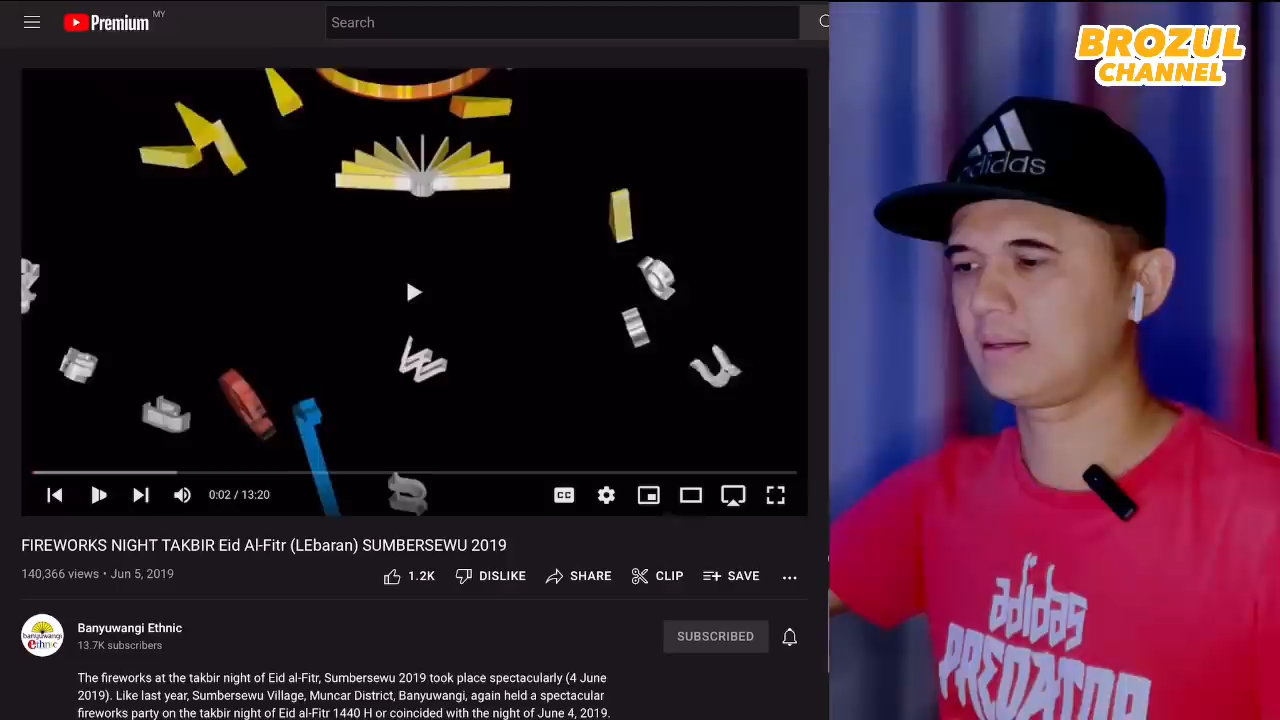 Premium MY
Search
BROZUL
CHANNEL
adidas
W
u
0:02 / 13:20
CC
FIREWORKS NIGHT TAKBIR Eid Al-Fitr (LEbaran) SUMBERSEWU 2019
140,366 views • Jun 5, 2019
1.2K
DISLIKE
SHARE
CLIP
SAVE
Banyuwangi Ethnic
13.7K subscribers
SUBSCRIBED
banyuwangi
ethnic
The fireworks at the takbir night of Eid al-Fitr, Sumbersewu 2019 took place spectacularly (4 June
2019). Like last year, Sumbersewu Village, Muncar District, Banyuwangi, again held a spectacular
fireworks party on the takbir night of Eid al-Fitr 1440 H or coincided with the night of June 4, 2019.
adidas
PREDATOR